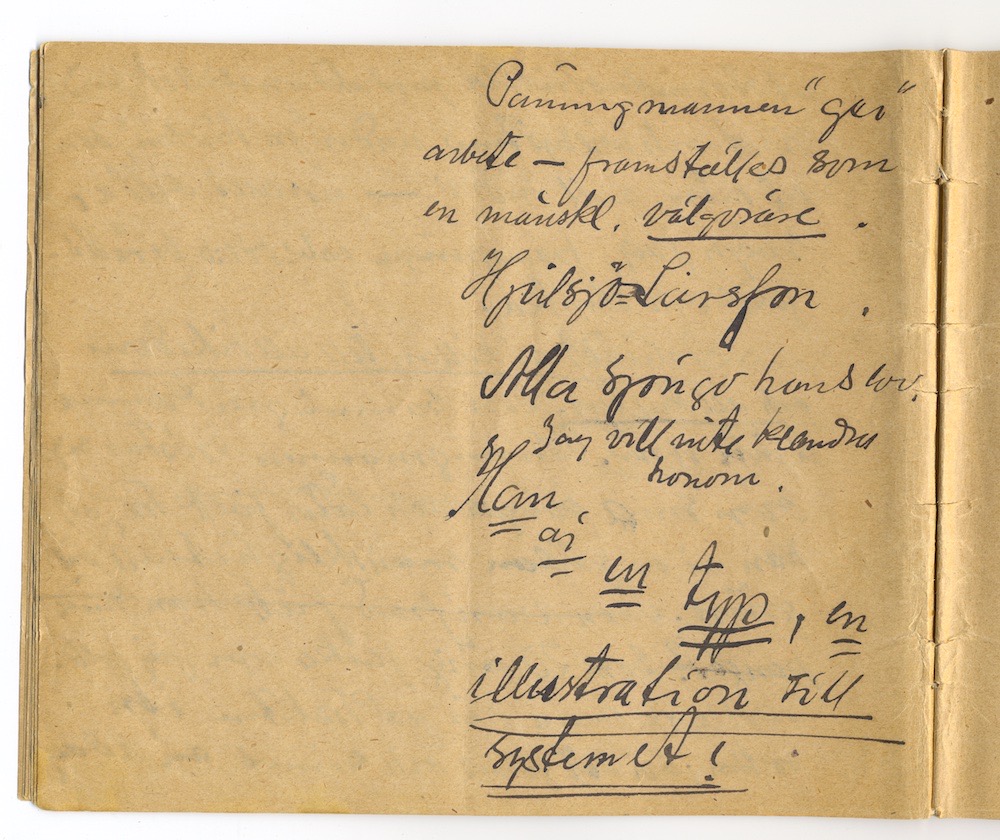 Penningmannen "ger"
arbete – framställes som
en mänskl. välgörare.
Hjulsjö-Larsson.
Alla sjöngo hans lov.
Jag vill inte klandra
honom.
Han
är
en typ, en
illustration till
systemet!